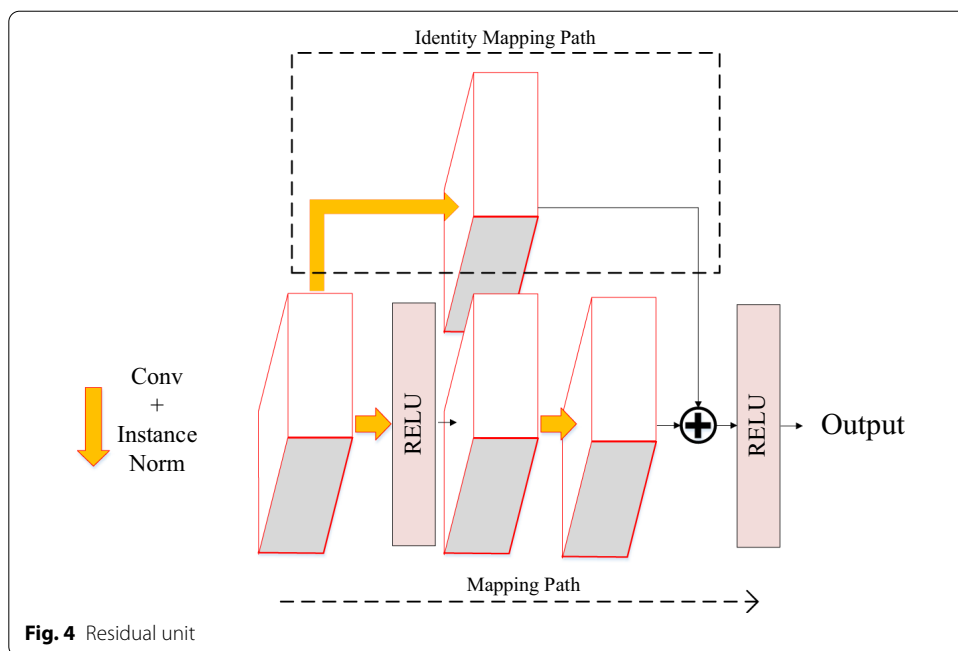 Identity Mapping Path
Conv
+
Instance
Norm
RELU
RELU
Output
Mapping Path
Fig. 4 Residual unit